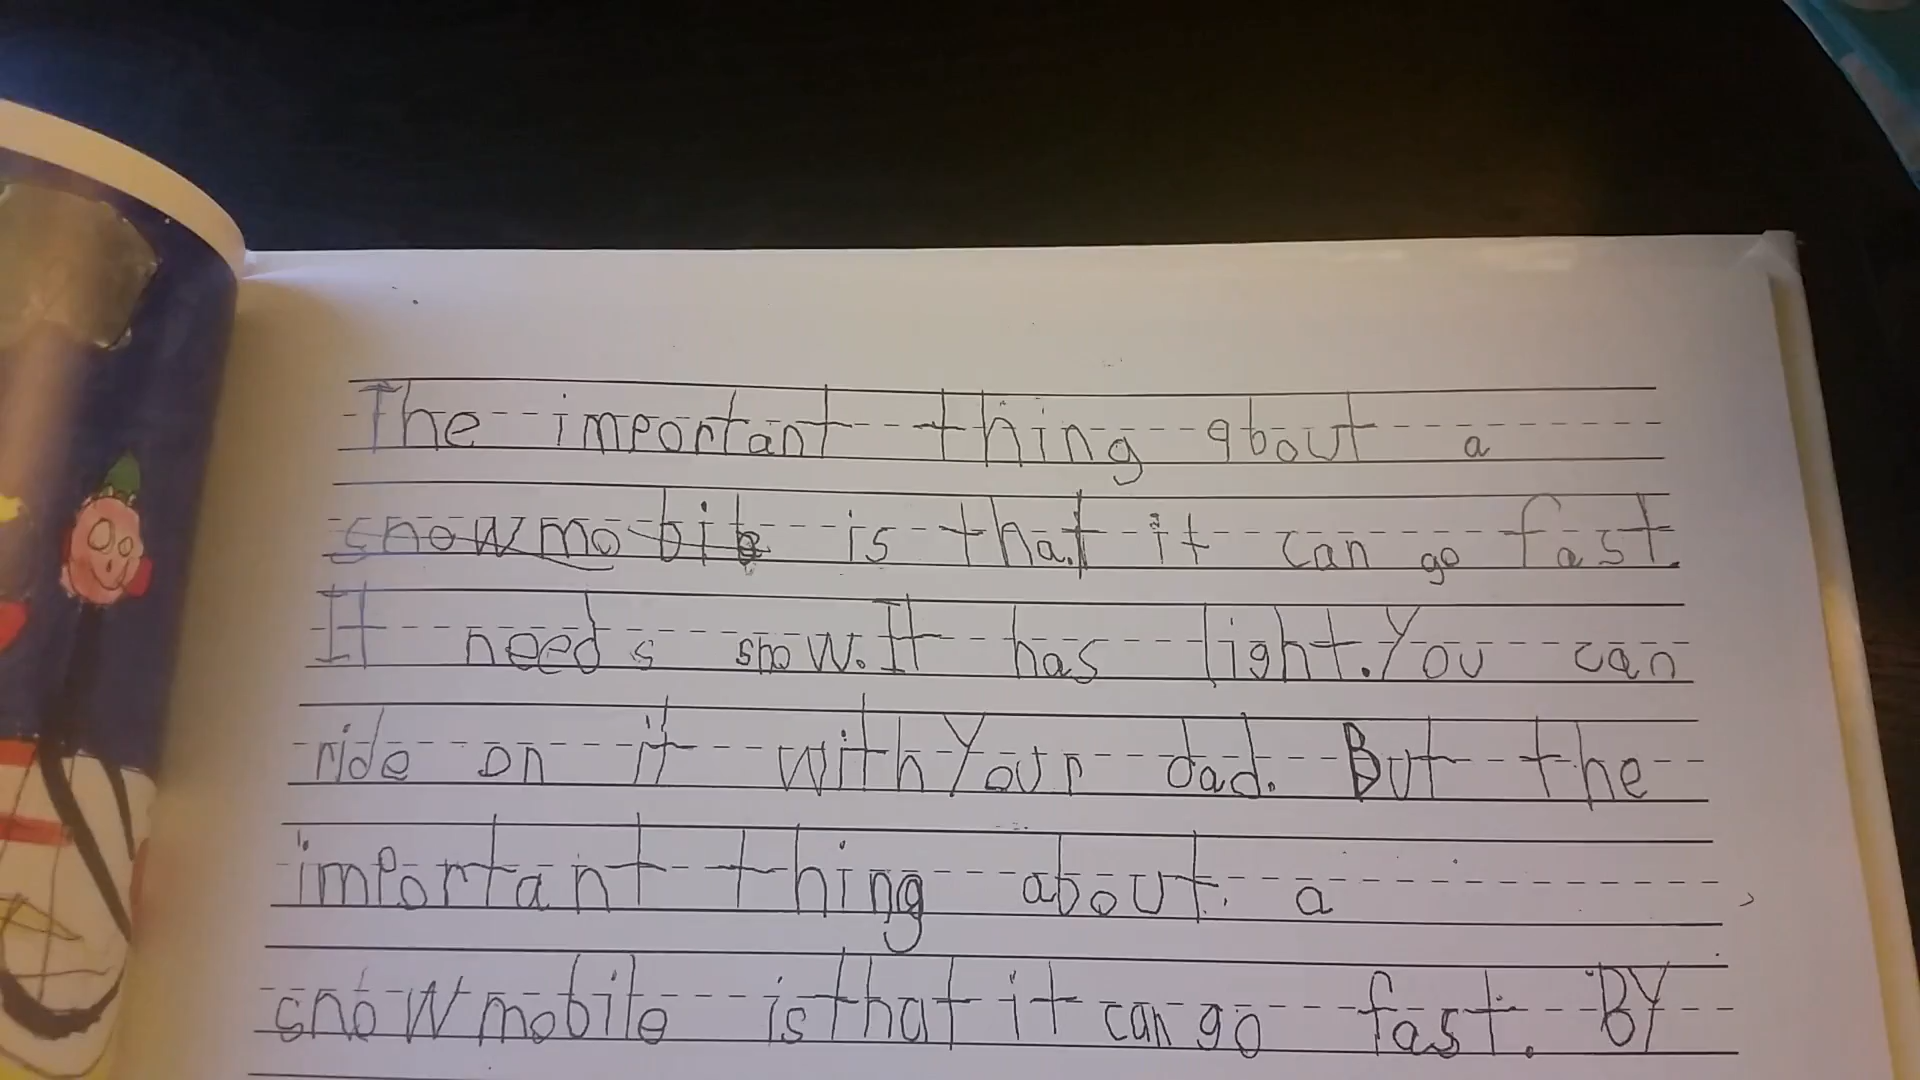 The important thing about a
snowmobile is that it can go fast.
It needs snow. It has light. You can
ride on it with Your dad. But the
important thing about a
snowmobile is that it can go fast. BY